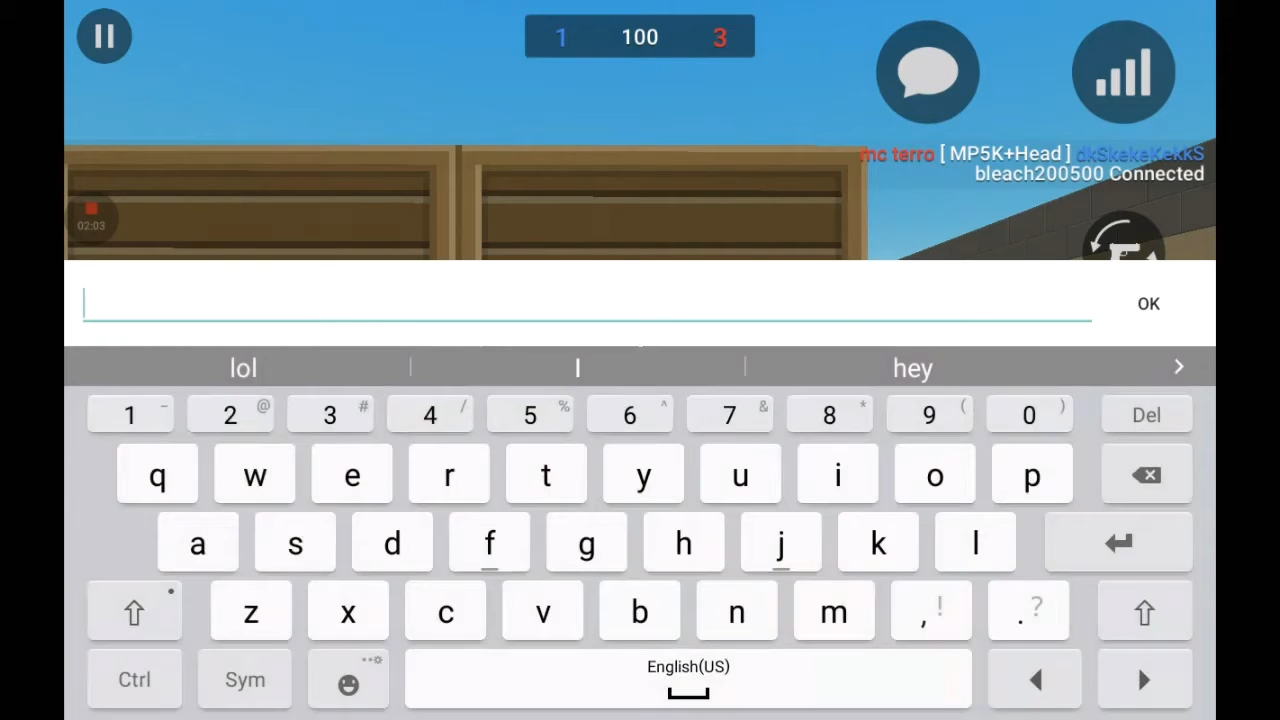 1 100 3
mc terro [ MP5K+Head ] dkSkekeKekkS
bleach200500 Connected
02:03
OK
lol I hey
1 - 2 @ 3 # 4 / 5 % 6 ^ 7 & 8 * 9 ( 0 ) Del
q w e r t y u i o p
a s d f g h j k l
z x c v b n m , ! . ?
Ctrl Sym English(US)